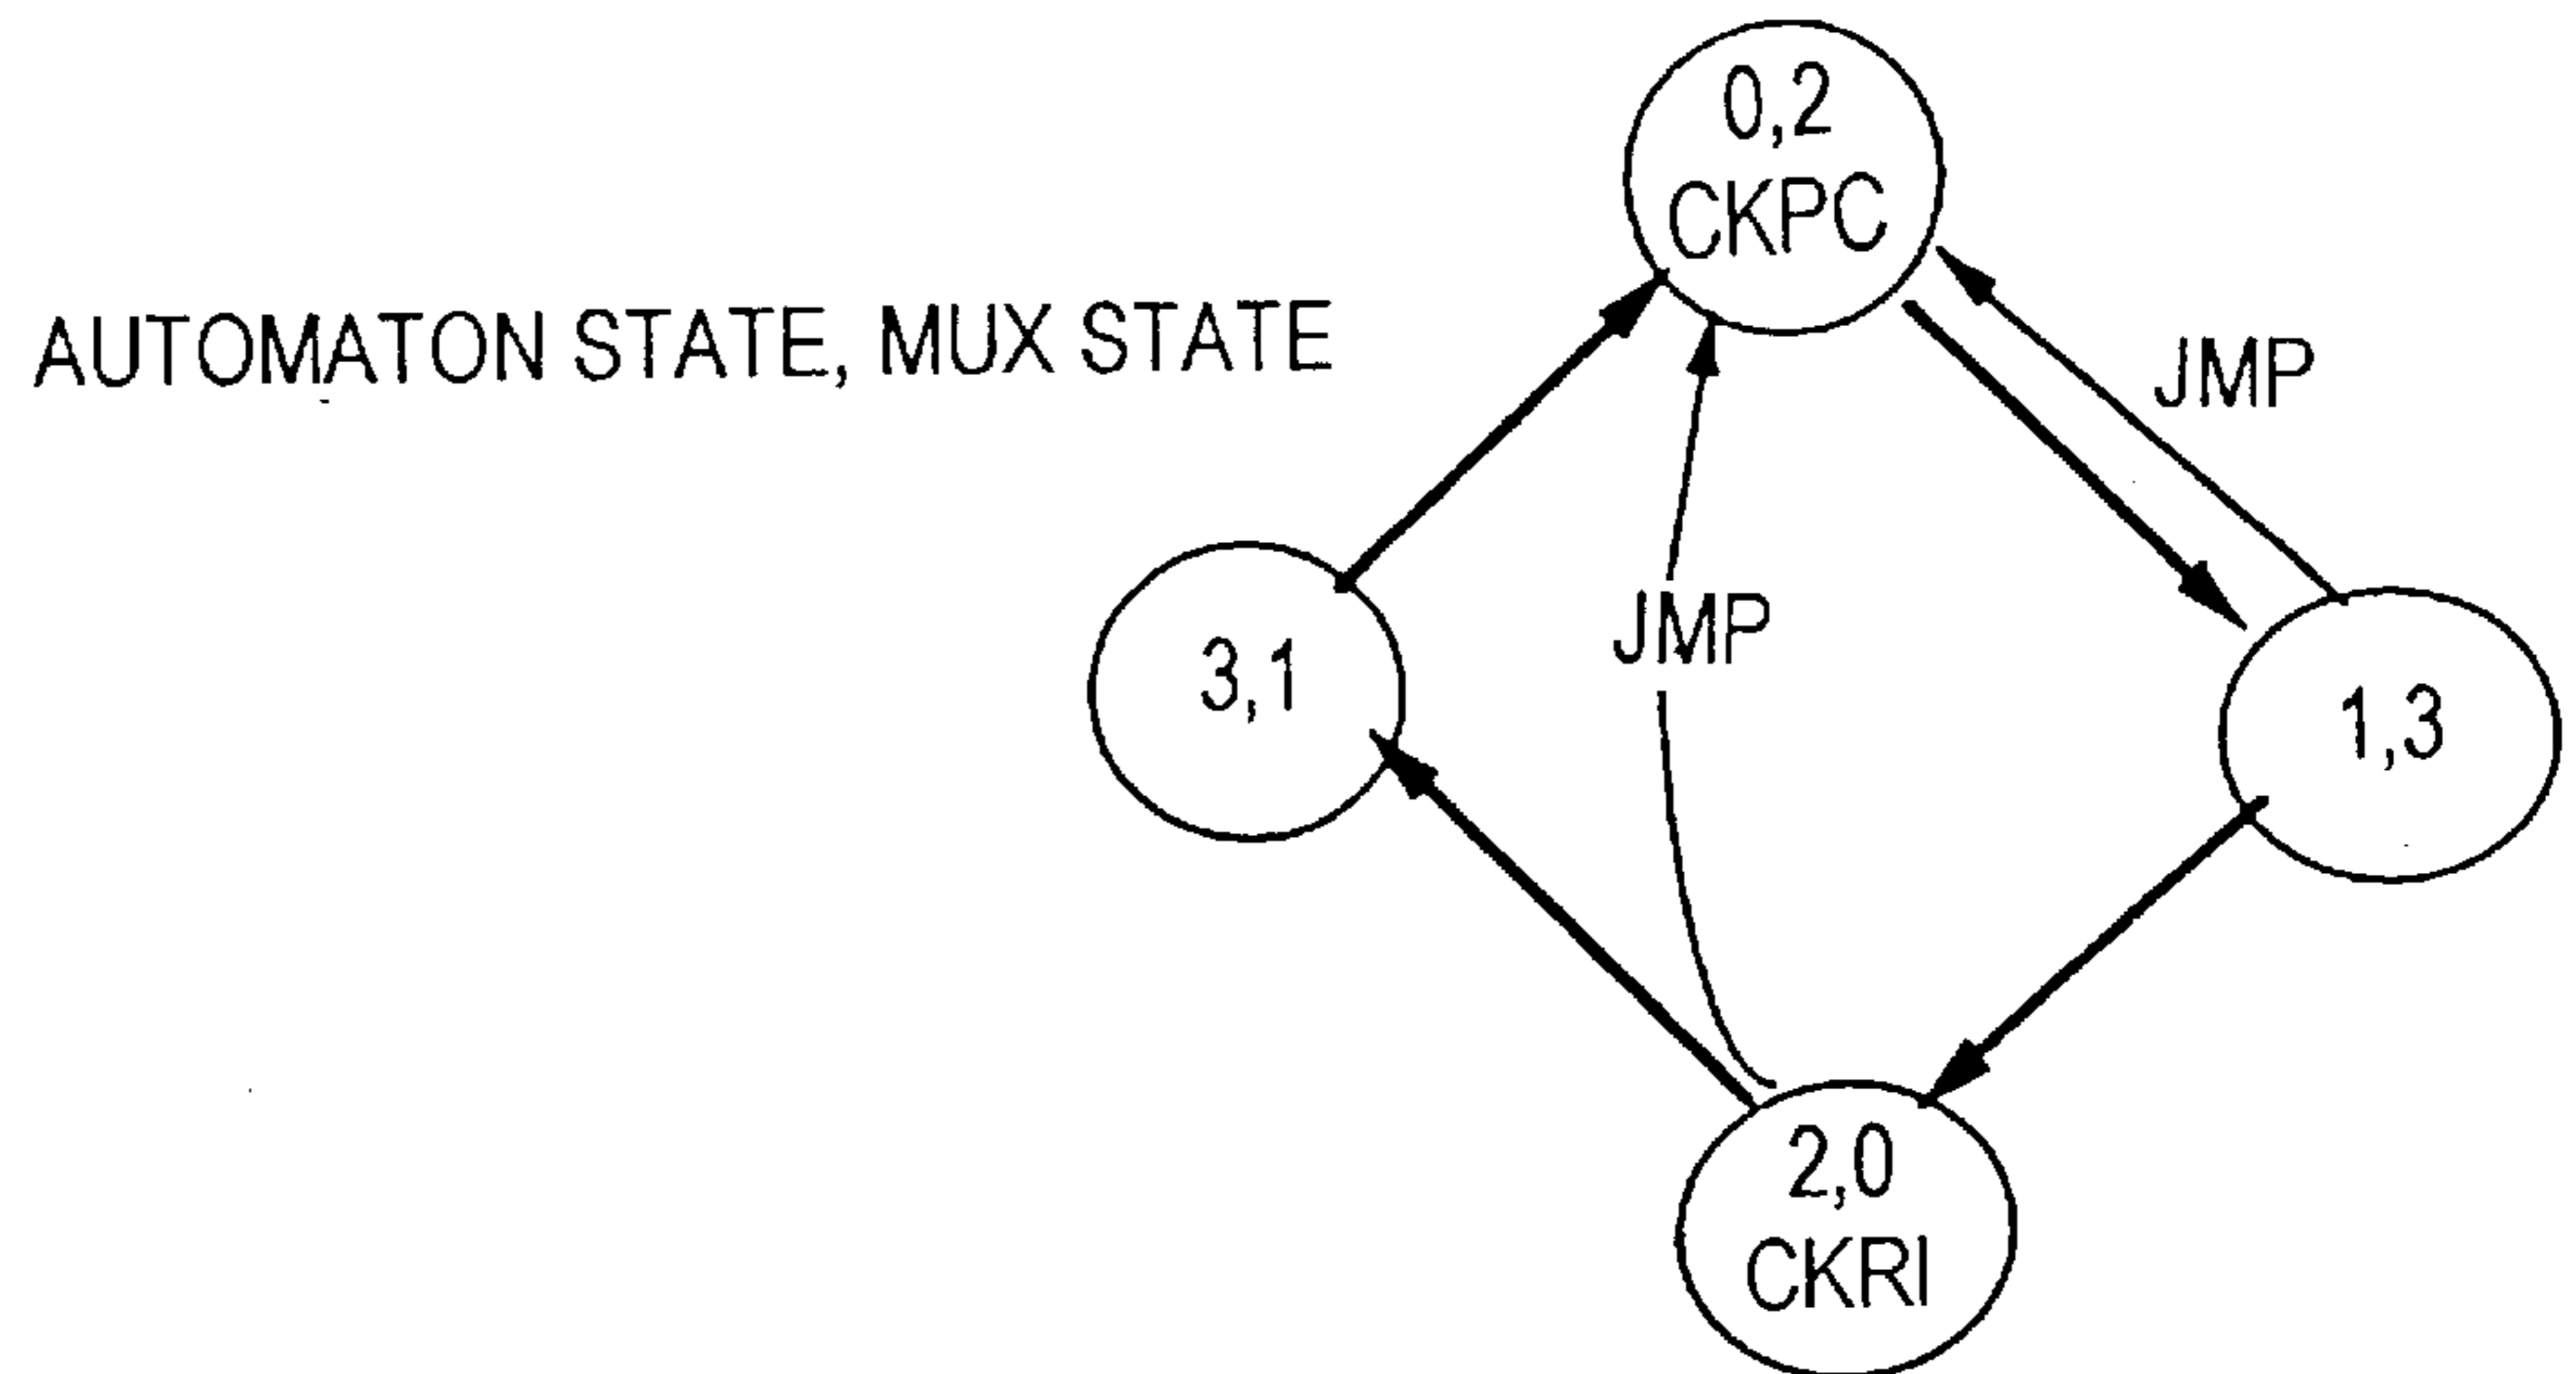 0,2
CKPC
AUTOMATON STATE, MUX STATE
JMP
JMP
3,1
1,3
2,0
CKRI